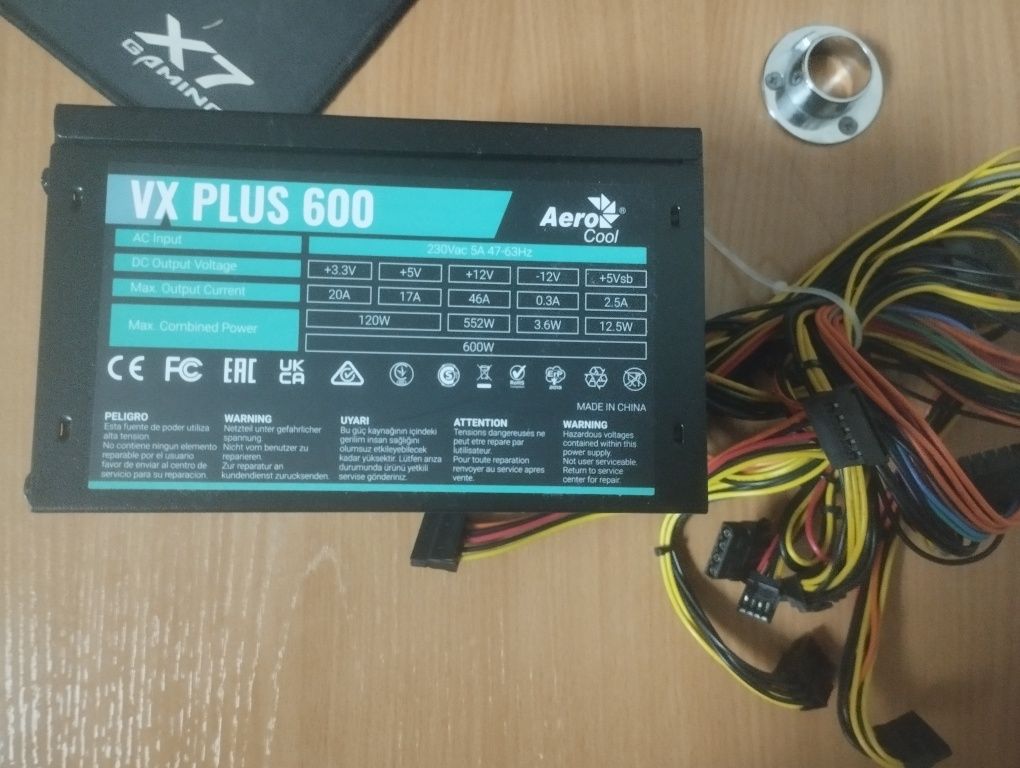 X7
GAMING
VX PLUS 600
Aero
Cool
®
AC Input
230Vac 5A 47-63Hz
DC Output Voltage
+3.3V +5V +12V -12V +5Vsb
Max. Output Current
20A 17A 46A 0.3A 2.5A
Max. Combined Power
120W 552W 3.6W 12.5W
600W
CE FC EAC UK
CA
RoHS
ErP
MADE IN CHINA
PELIGRO
Esta fuente de poder utiliza
alta tension
No contiene ningun elemento
reparable por el usuario
favor de enviar al centro de
servicio para su reparacion.
WARNING
Netzteil unter gefahrlicher
spannung
Nicht vom benutzer zu
reparieren.
Zur reparatur an
kundendienst zurucksenden.
UYARI
Bu güç kaynağının içindeki
gerilim insan sağlığını
olumsuz etkileyebilecek
kadar yüksektir. Lütfen arıza
durumunda ürünü yetkili
servise gönderiniz.
ATTENTION
Tensions dangereusés ne
peut etre repare par
lutilisateur.
Pour toute reparation
renvoyer au service apres
vente.
WARNING
Hazardous voltages
contained within this
power supply.
Not user serviceable.
Return to service
center for repair.